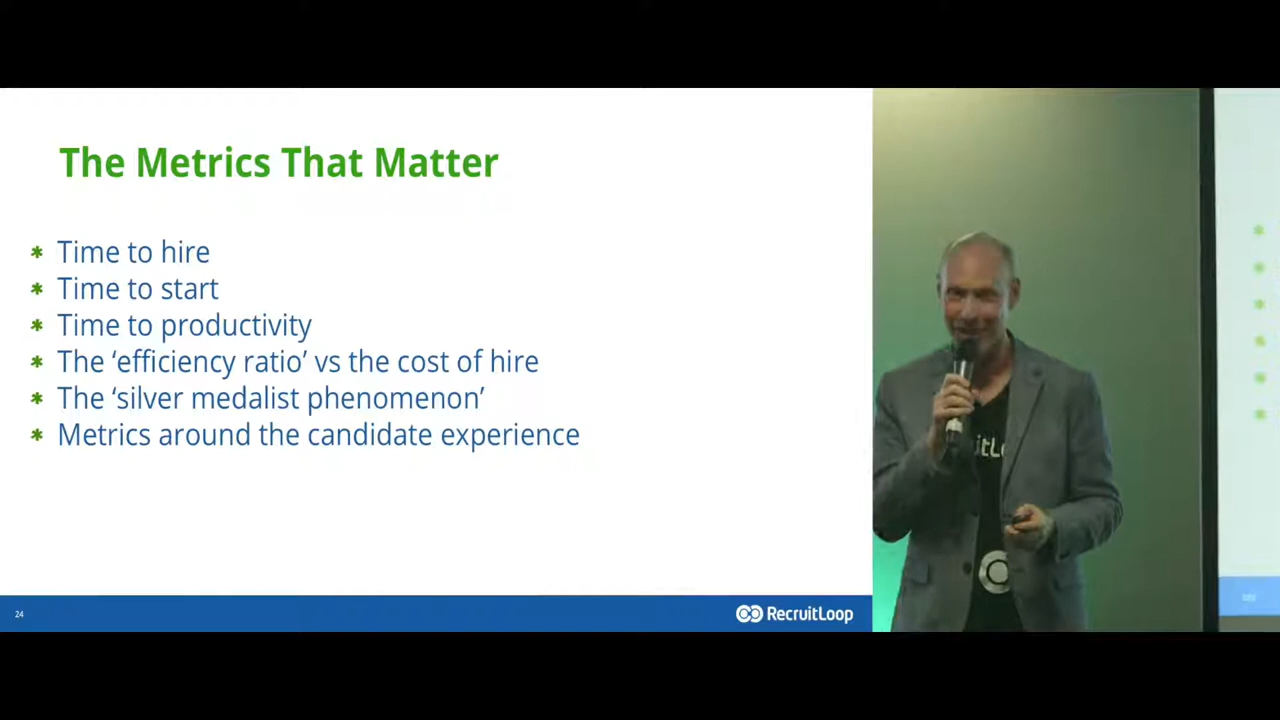 The Metrics That Matter
* Time to hire
* Time to start
* Time to productivity
* The ‘efficiency ratio’ vs the cost of hire
* The ‘silver medalist phenomenon’
* Metrics around the candidate experience
24
RecruitLoop